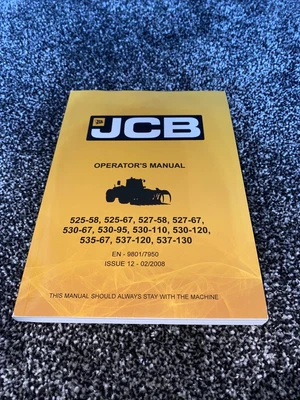 JCB
OPERATOR'S MANUAL
525-58, 525-67, 527-58, 527-67,
530-67, 530-95, 530-110, 530-120,
535-67, 537-120, 537-130
EN - 9801/7950
ISSUE 12 - 02/2008
THIS MANUAL SHOULD ALWAYS STAY WITH THE MACHINE